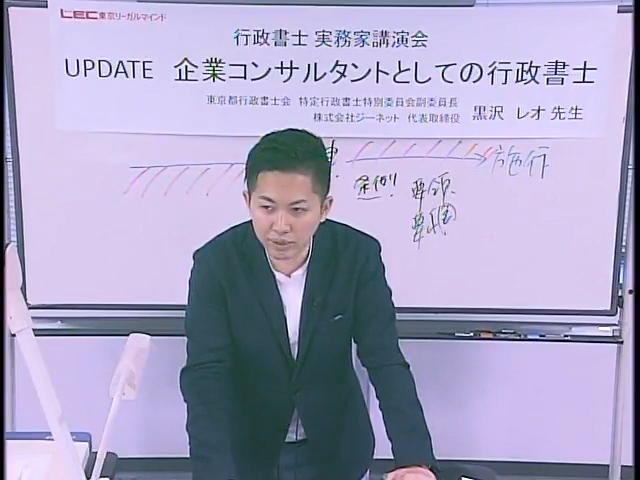 LEC東京リーガルマインド
行政書士 実務家講演会
UPDATE 企業コンサルタントとしての行政書士
東京都行政書士会 特定行政書士特別委員会副委員長
株式会社ジーネット 代表取締役 黒沢 レオ 先生
施行
要領
要綱